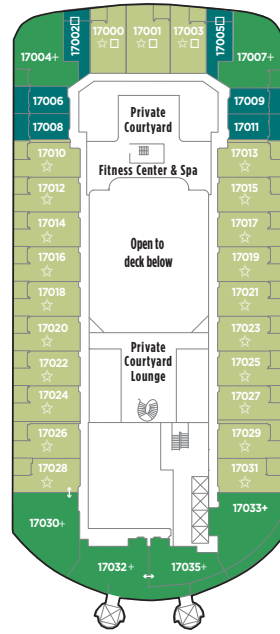 17002□ 17000 17001 17003 17005□
☆□ ☆□ ☆□
17004+ 17007+
17006 17009
17008 17011
Private
Courtyard
17010 17013
☆ ☆
Fitness Center & Spa
17012 17015
☆ ☆
17014 17017
☆ ☆
Open to
deck below
17016 17019
☆ ☆
17018 17021
☆ ☆
17020 17023
☆ ☆
Private
Courtyard
Lounge
17022 17025
☆ ☆
17024 17027
☆ ☆
17026 17029
☆ ☆
17028 17031
☆ ☆
17033+
17030+
17032+ 17035+